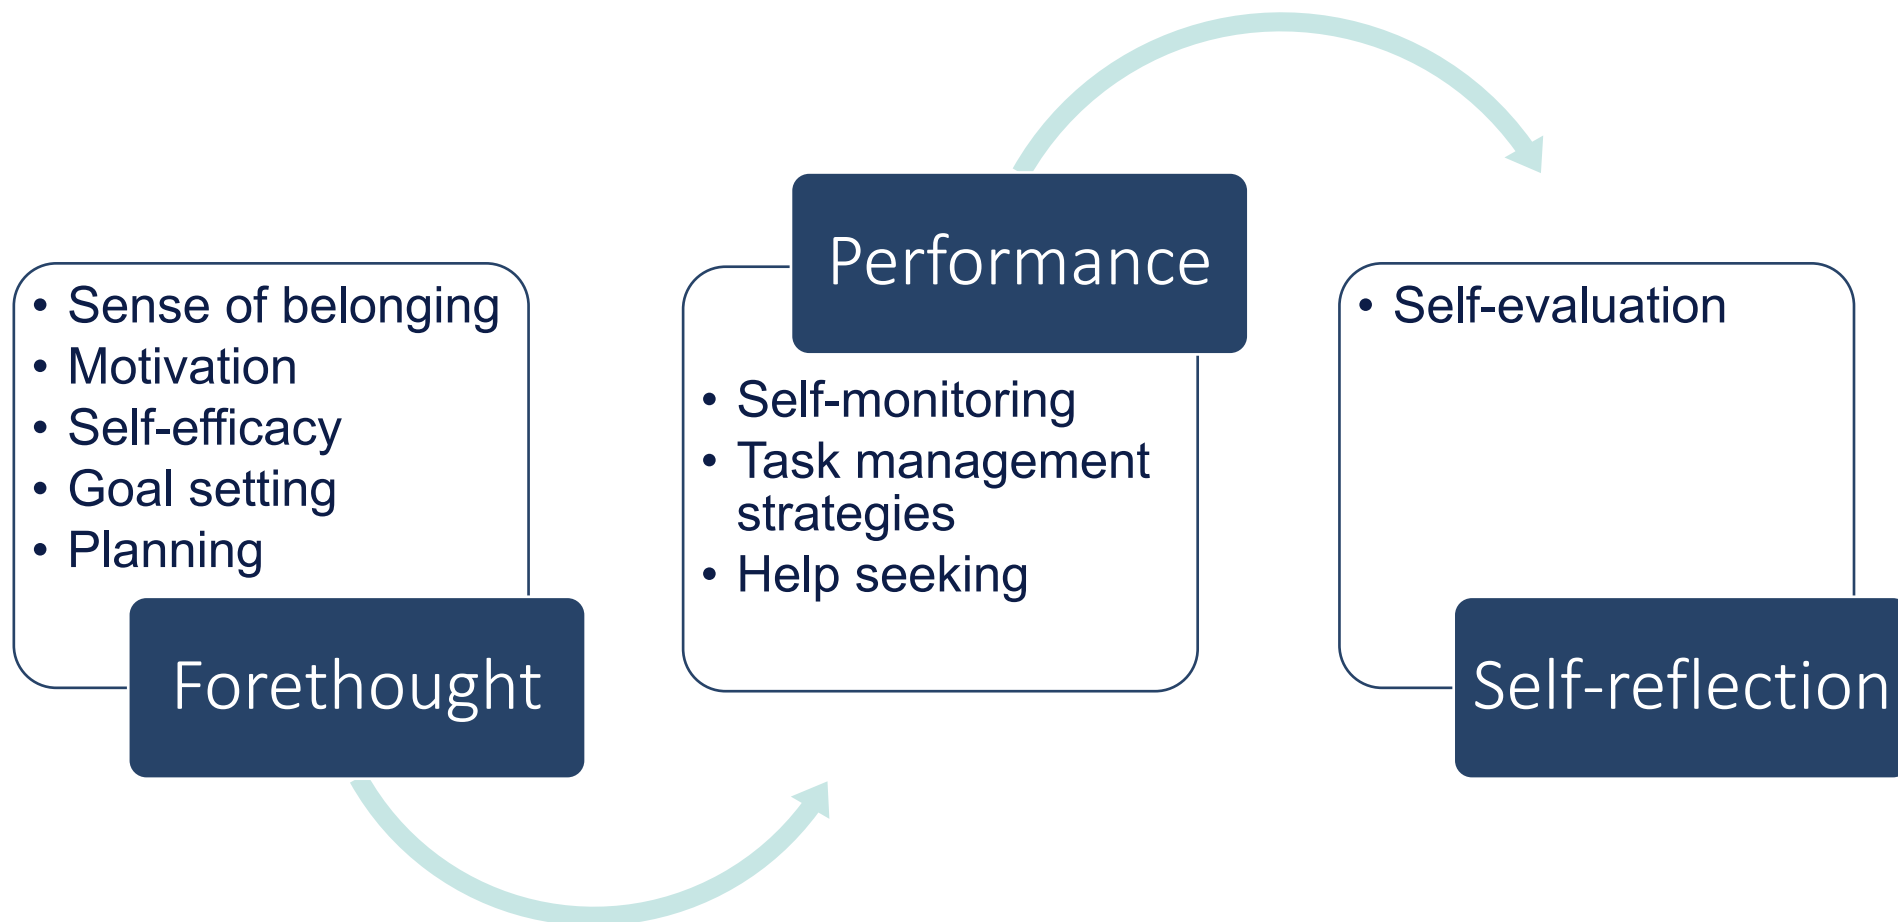 • Sense of belonging
• Motivation
• Self-efficacy
• Goal setting
• Planning
Forethought
Performance
• Self-monitoring
• Task management
strategies
• Help seeking
• Self-evaluation
Self-reflection